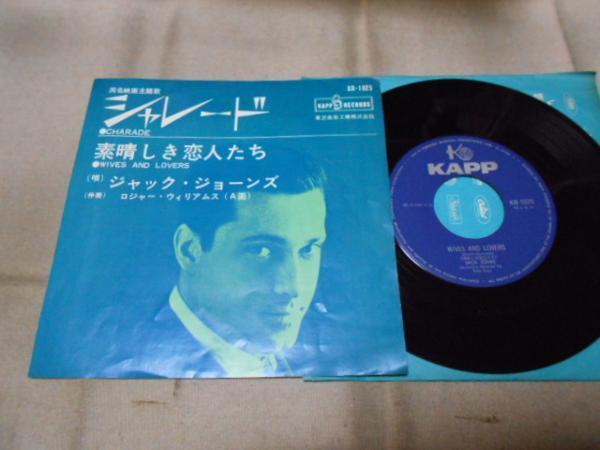 同名映画主題歌
シャレード
●CHARADE
素晴しき恋人たち
●WIVES AND LOVERS
(唄) ジャック・ジョーンズ
(伴奏) ロジャー・ウィリアムス (A面)
KR-1025
KAPP RECORDS
東芝音楽工業株式会社
KAPP
WIVES AND LOVERS
JACK JONES